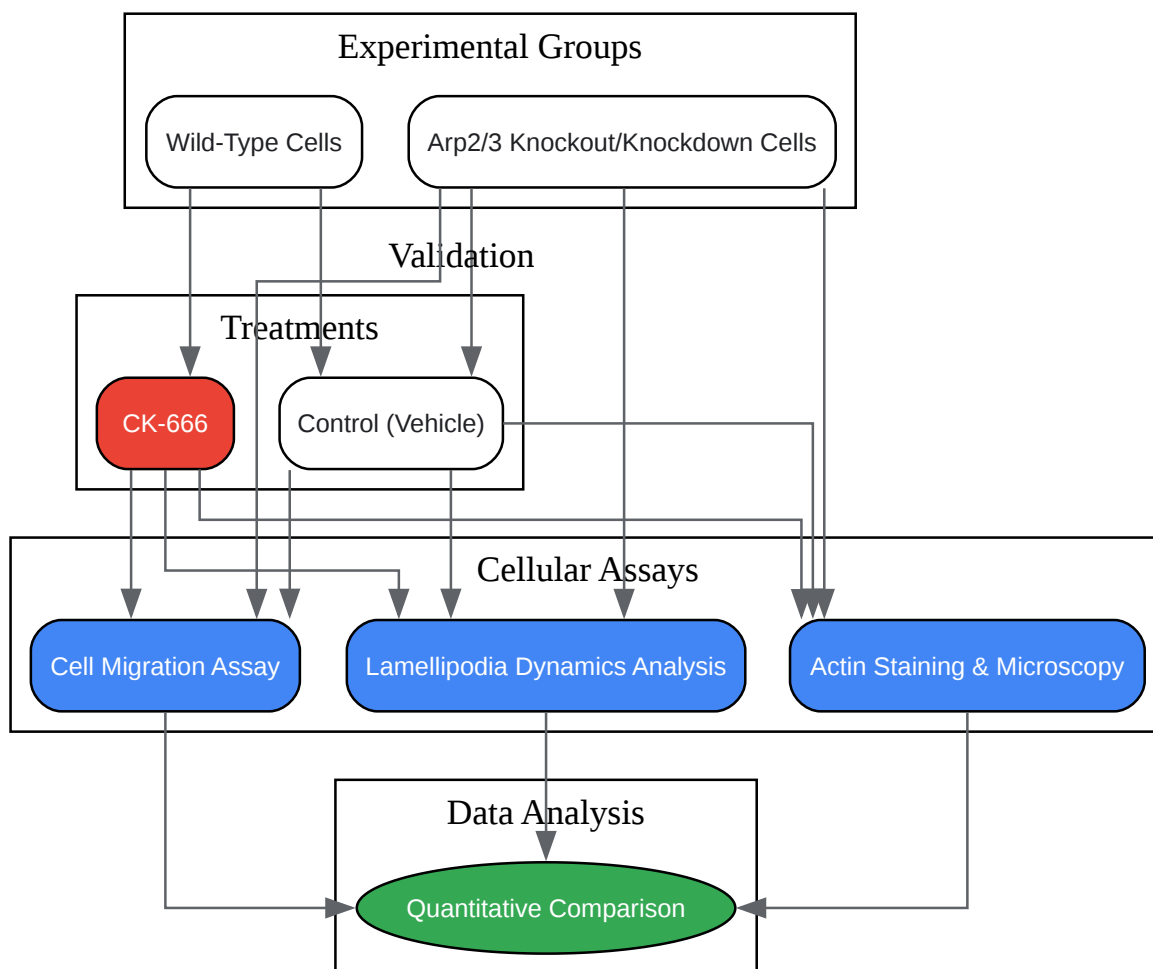 Experimental Groups
Wild-Type Cells
Arp2/3 Knockout/Knockdown Cells
Validation
Treatments
CK-666
Control (Vehicle)
Cellular Assays
Cell Migration Assay
Lamellipodia Dynamics Analysis
Actin Staining & Microscopy
Data Analysis
Quantitative Comparison